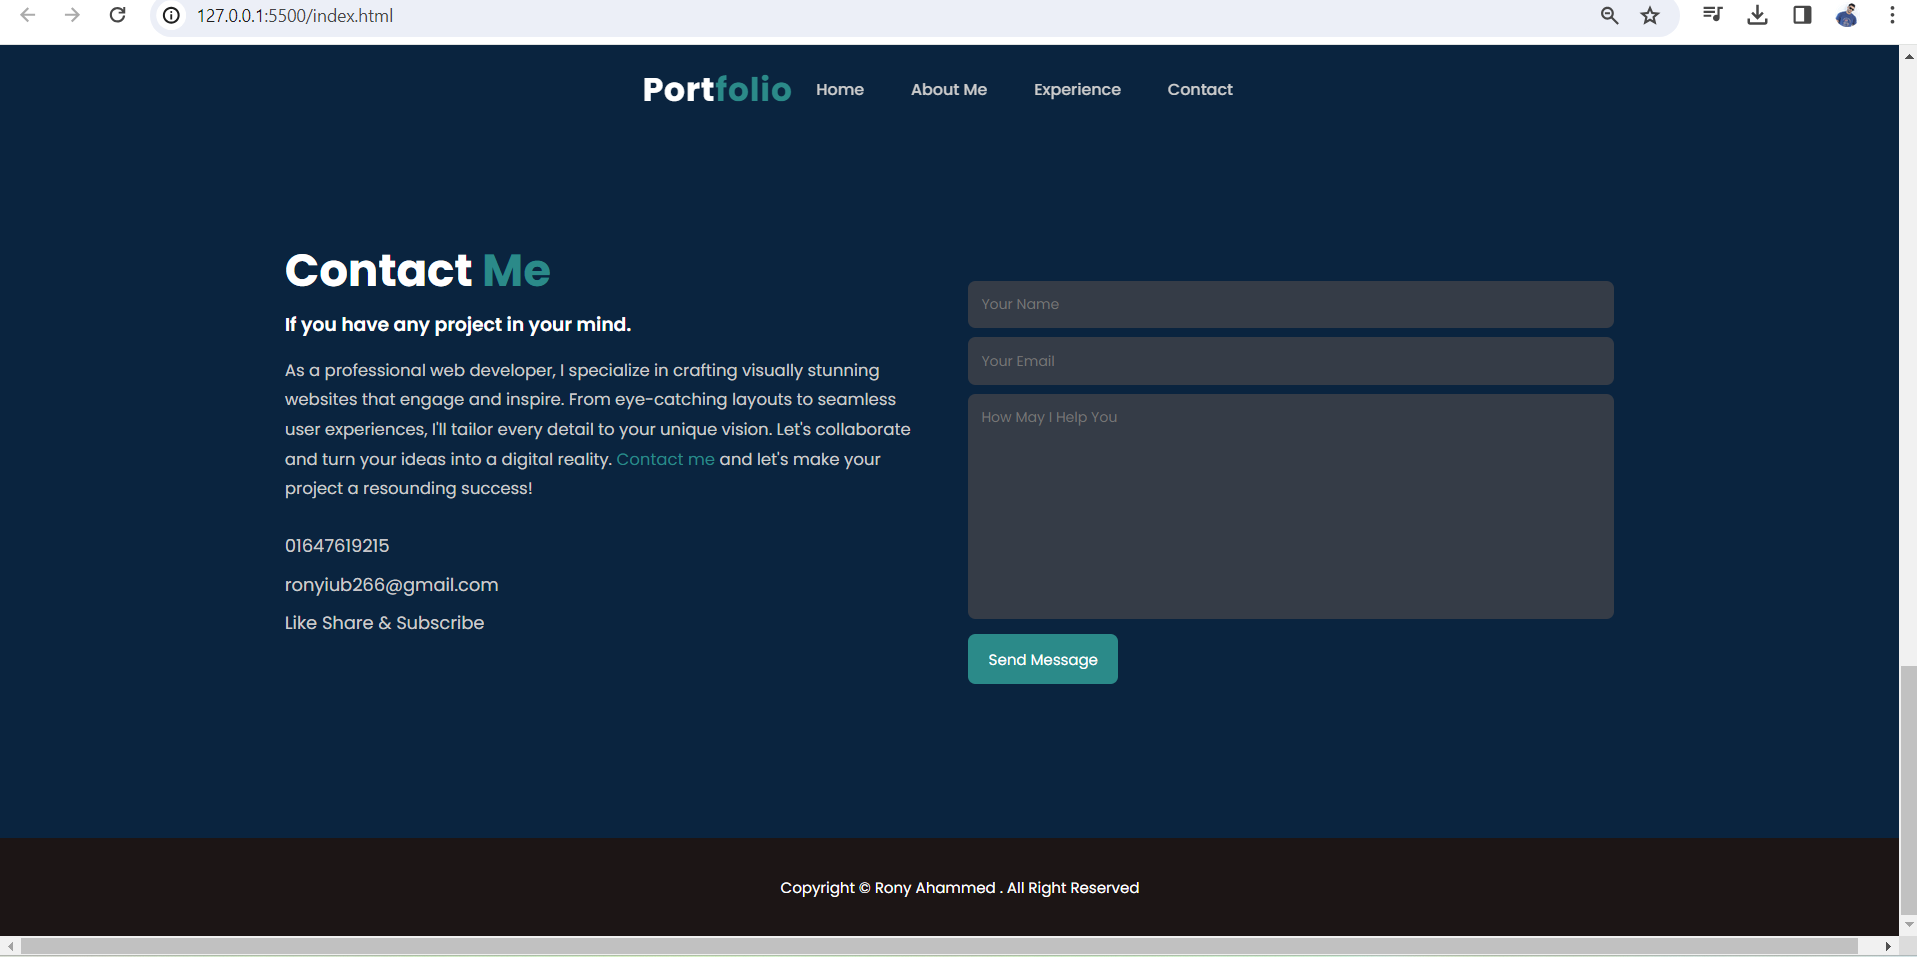 127.0.0.1:5500/index.html
Portfolio Home About Me Experience Contact
Contact Me
If you have any project in your mind.
As a professional web developer, I specialize in crafting visually stunning
websites that engage and inspire. From eye-catching layouts to seamless
user experiences, I'll tailor every detail to your unique vision. Let's collaborate
and turn your ideas into a digital reality. Contact me and let's make your
project a resounding success!
01647619215
ronyiub266@gmail.com
Like Share & Subscribe
Your Name
Your Email
How May I Help You
Send Message
Copyright © Rony Ahammed . All Right Reserved